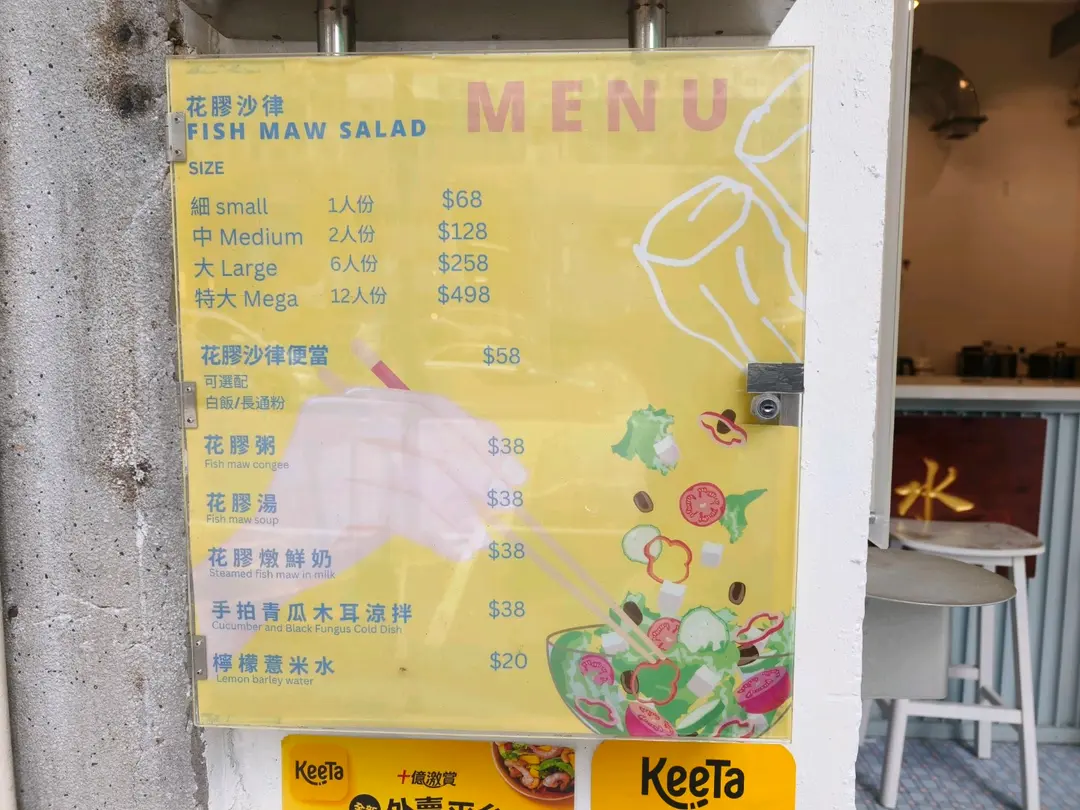 花膠沙律
FISH MAW SALAD
MENU
SIZE
細 small 1人份 $68
中 Medium 2人份 $128
大 Large 6人份 $258
特大 Mega 12人份 $498
花膠沙律便當 $58
可選配
白飯/長通粉
花膠粥 $38
Fish maw congee
花膠湯 $38
Fish maw soup
花膠燉鮮奶 $38
Steamed fish maw in milk
手拍青瓜木耳涼拌 $38
Cucumber and Black Fungus Cold Dish
檸檬薏米水 $20
Lemon barley water
水
KeeTa
十億激賞
KeeTa